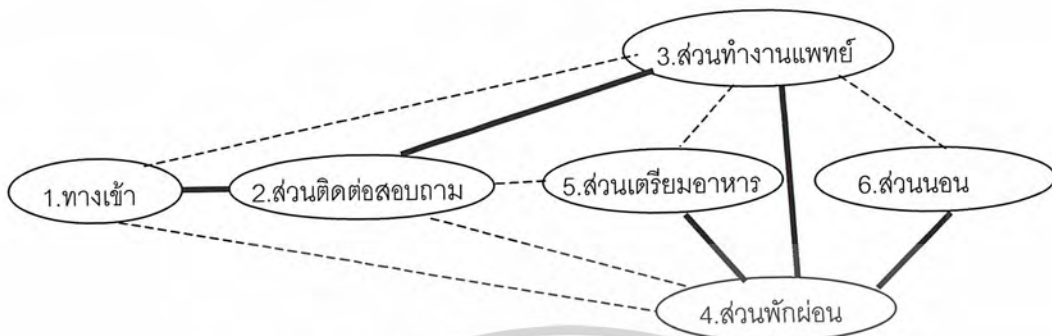 3.ส่วนทำงานแพทย์
1.ทางเข้า
2.ส่วนติดต่อสอบถาม
5.ส่วนเตรียมอาหาร
6.ส่วนนอน
4.ส่วนพักผ่อน